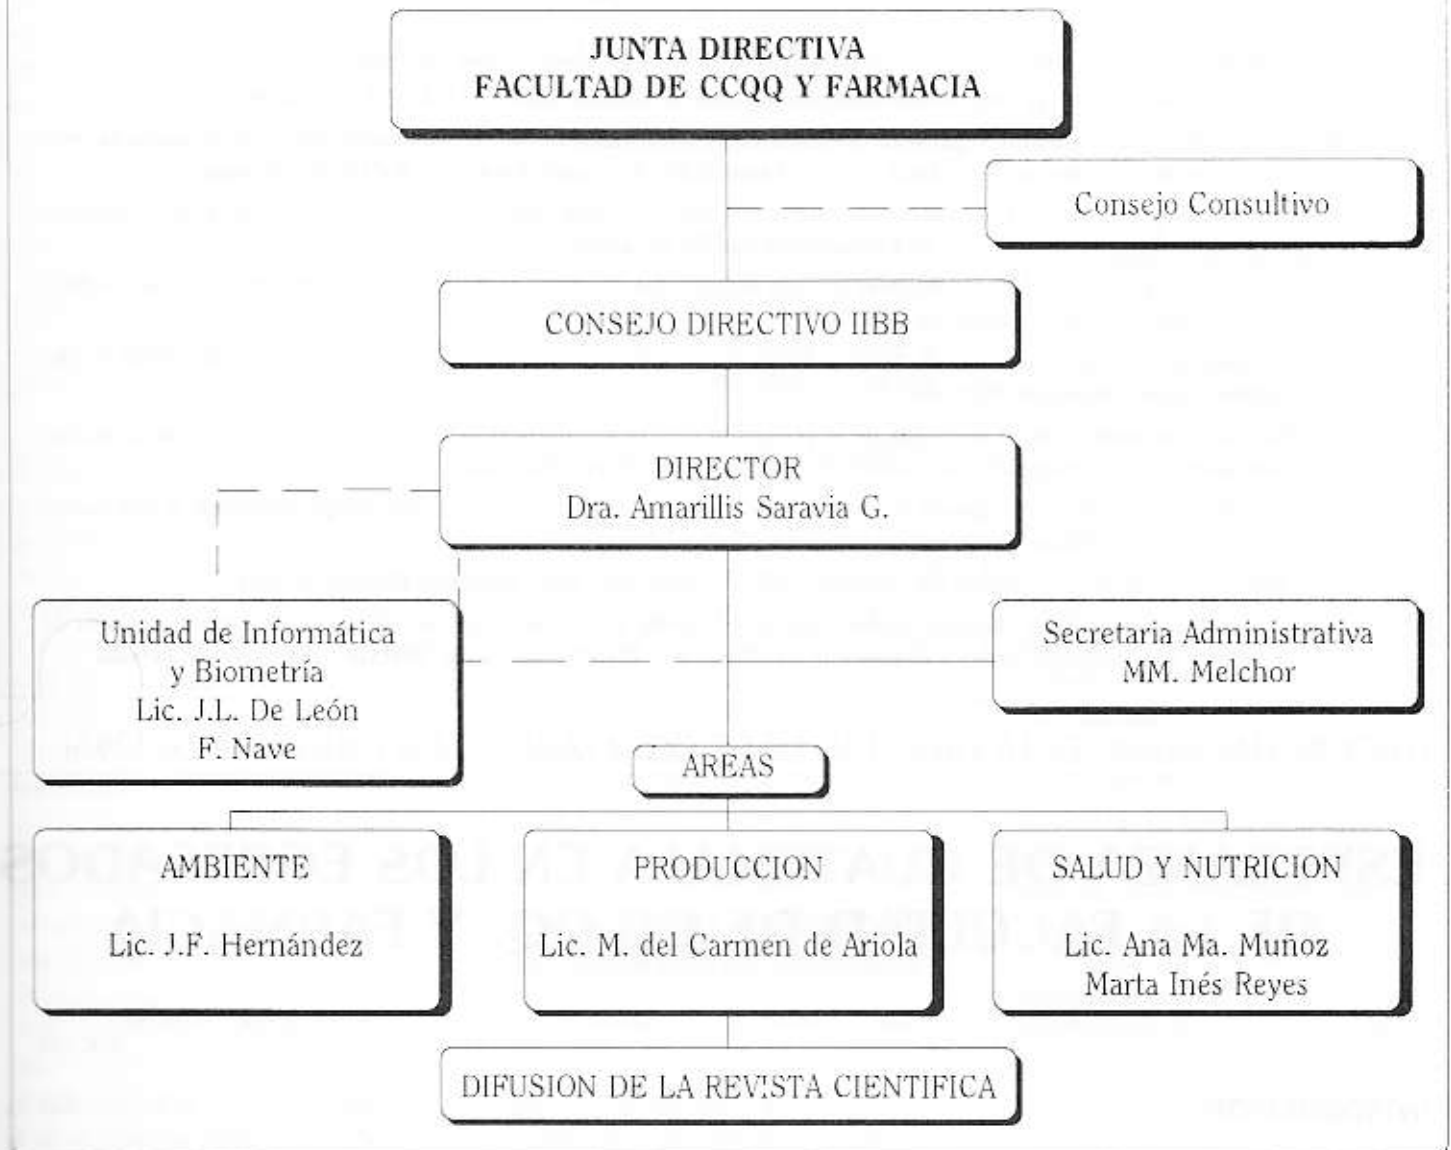 JUNTA DIRECTIVA
FACULTAD DE CCQQ Y FARMACIA
Consejo Consultivo
CONSEJO DIRECTIVO IIBB
DIRECTOR
Dra. Amarillis Saravia G.
Unidad de Informática
y Biometría
Lic. J.L. De León
F. Nave
Secretaria Administrativa
MM. Melchor
AREAS
AMBIENTE
Lic. J.F. Hernández
PRODUCCION
Lic. M. del Carmen de Ariola
SALUD Y NUTRICION
Lic. Ana Ma. Muñoz
Marta Inés Reyes
DIFUSION DE LA REVISTA CIENTIFICA